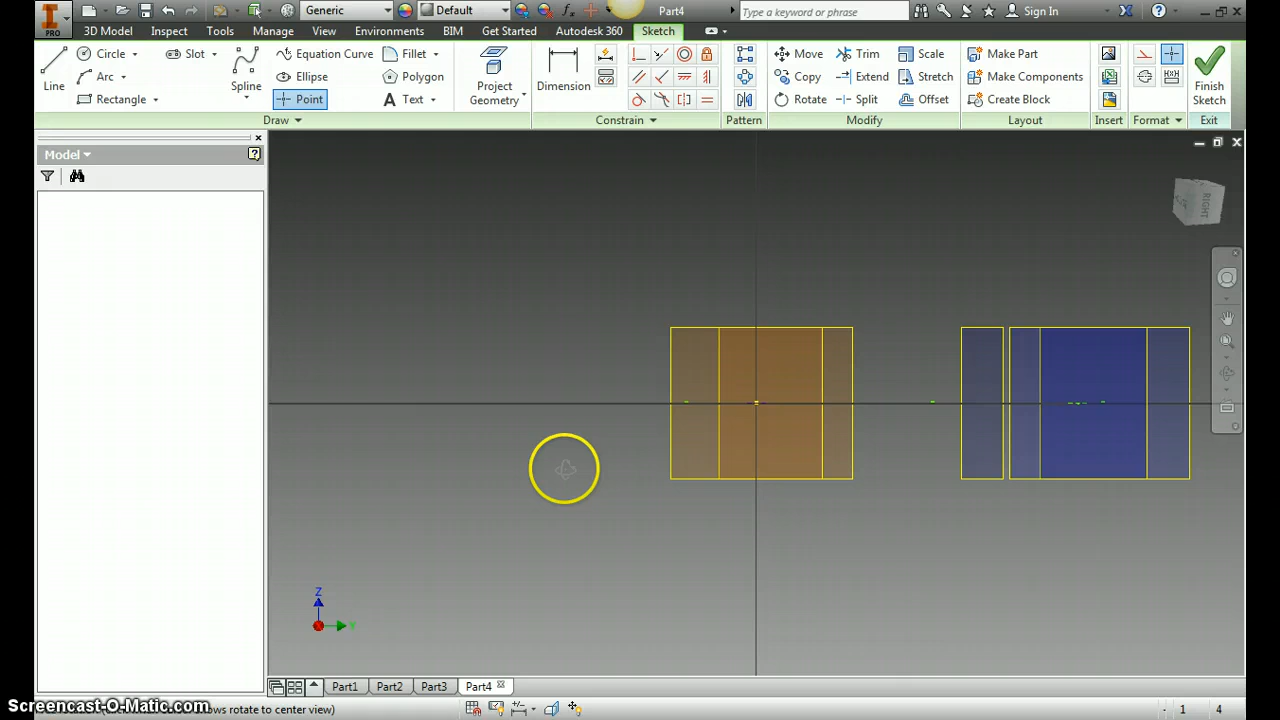 Generic
Default
Part4
Type a keyword or phrase
Sign In
PRO
3D Model
Inspect
Tools
Manage
View
Environments
BIM
Get Started
Autodesk 360
Sketch
Line
Circle
Arc
Rectangle
Slot
Spline
Equation Curve
Ellipse
Point
Fillet
Polygon
Text
Project
Geometry
Dimension
Move
Copy
Rotate
Trim
Extend
Split
Scale
Stretch
Offset
Make Part
Make Components
Create Block
Finish
Sketch
Draw
Constrain
Pattern
Modify
Layout
Insert
Format
Exit
Model
RIGHT
Z
Y
Part1
Part2
Part3
Part4
Screencast-O-Matic.com
ows rotate to center view)
1
4